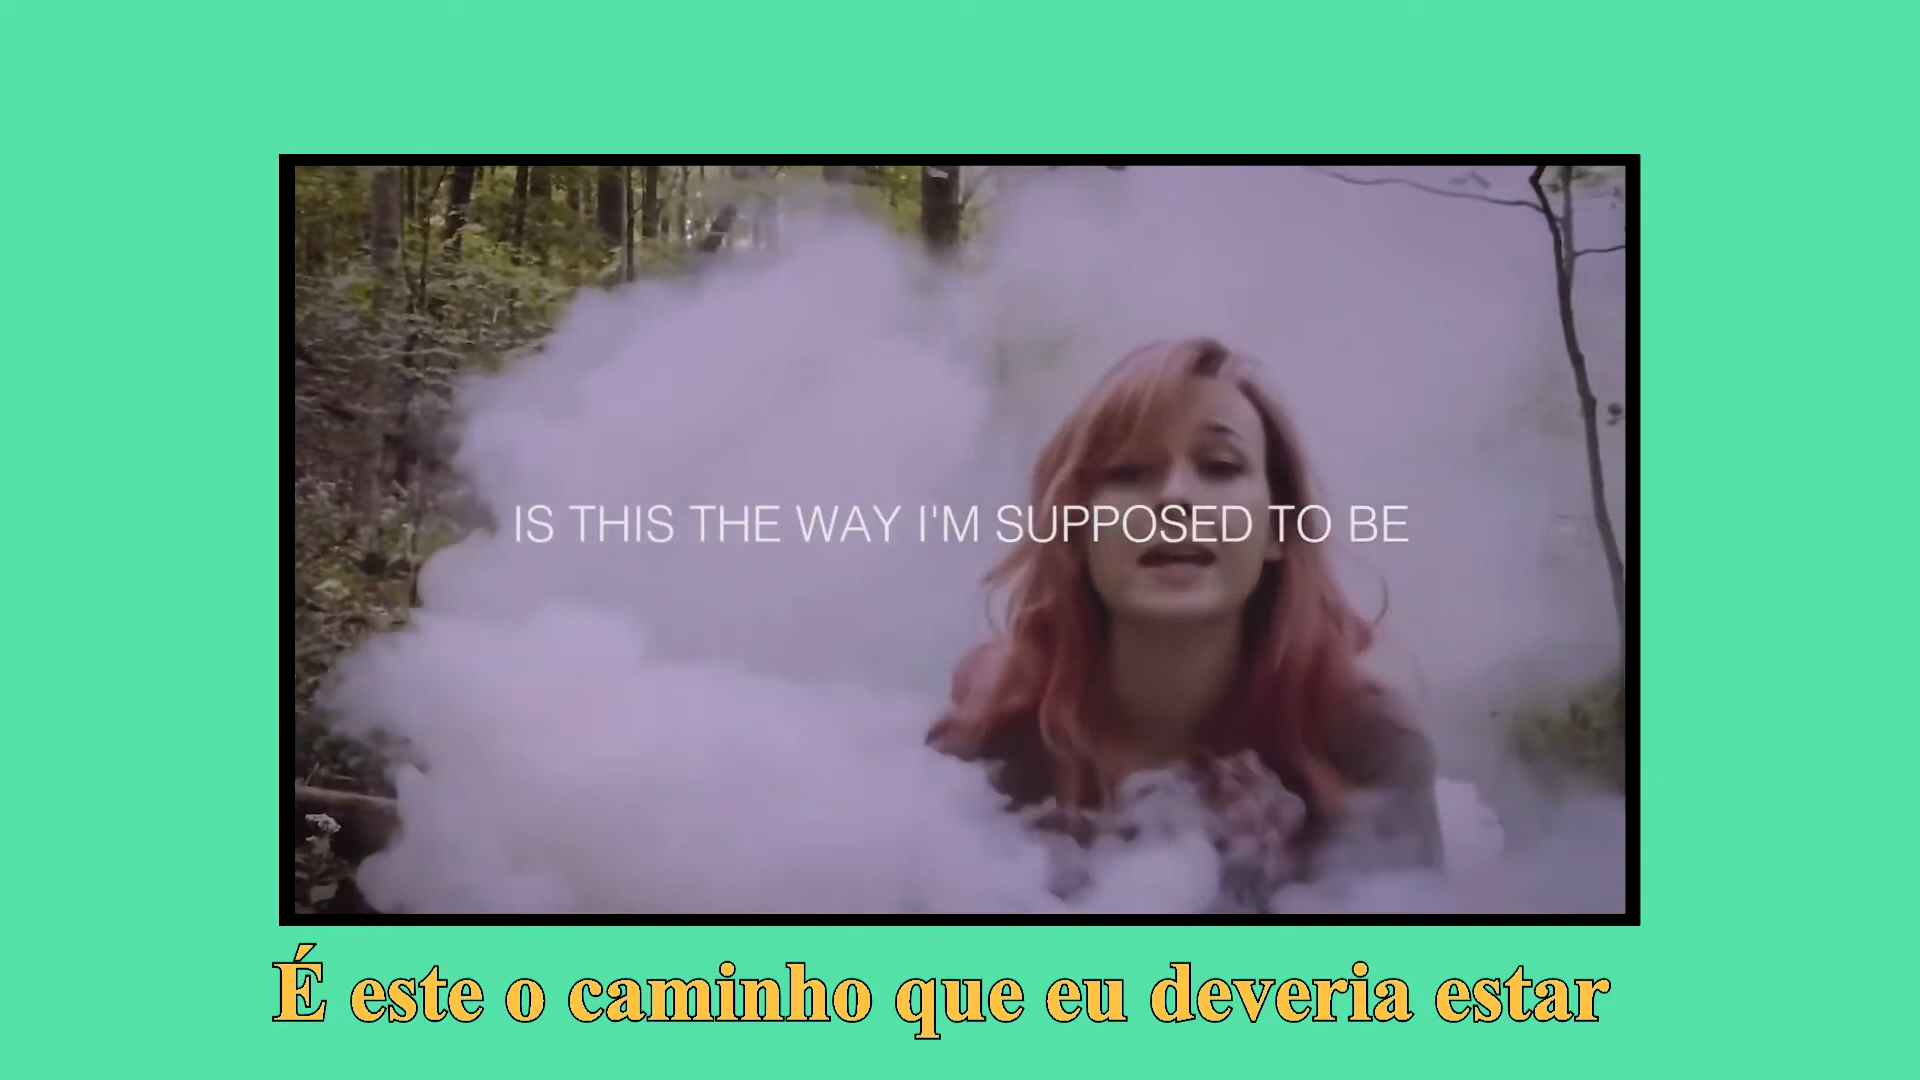 IS THIS THE WAY I'M SUPPOSED TO BE
É este o caminho que eu deveria estar